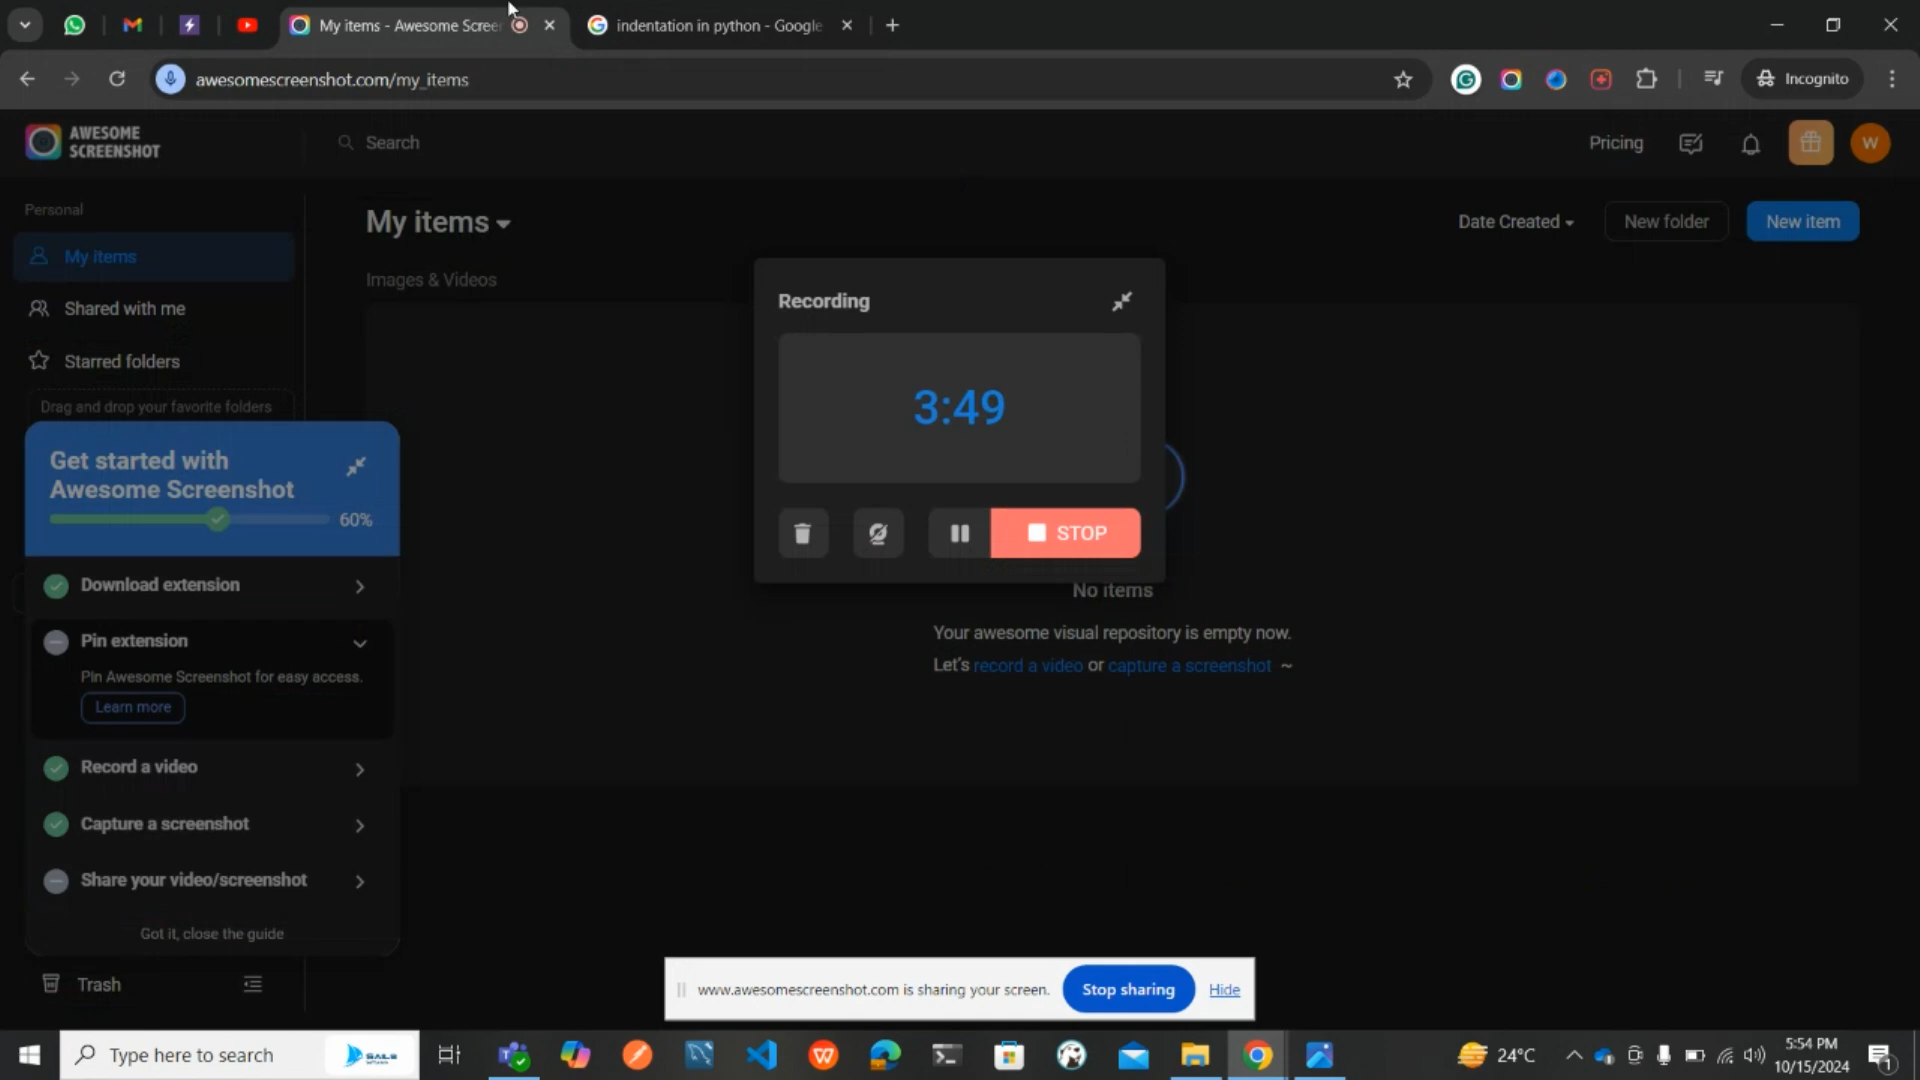 My items - Awesome Scree
indentation in python - Google
awesomescreenshot.com/my_items
Incognito
AWESOME
SCREENSHOT
Search
Pricing
W
Personal
My items
Shared with me
Starred folders
Drag and drop your favorite folders
My items
Date Created
New folder
New item
Images & Videos
Recording
3:49
STOP
No items
Your awesome visual repository is empty now.
Let's record a video or capture a screenshot ~
Get started with
Awesome Screenshot
60%
Download extension
Pin extension
Pin Awesome Screenshot for easy access.
Learn more
Record a video
Capture a screenshot
Share your video/screenshot
Got it, close the guide
Trash
www.awesomescreenshot.com is sharing your screen.
Stop sharing
Hide
Type here to search
24°C
5:54 PM
10/15/2024
1